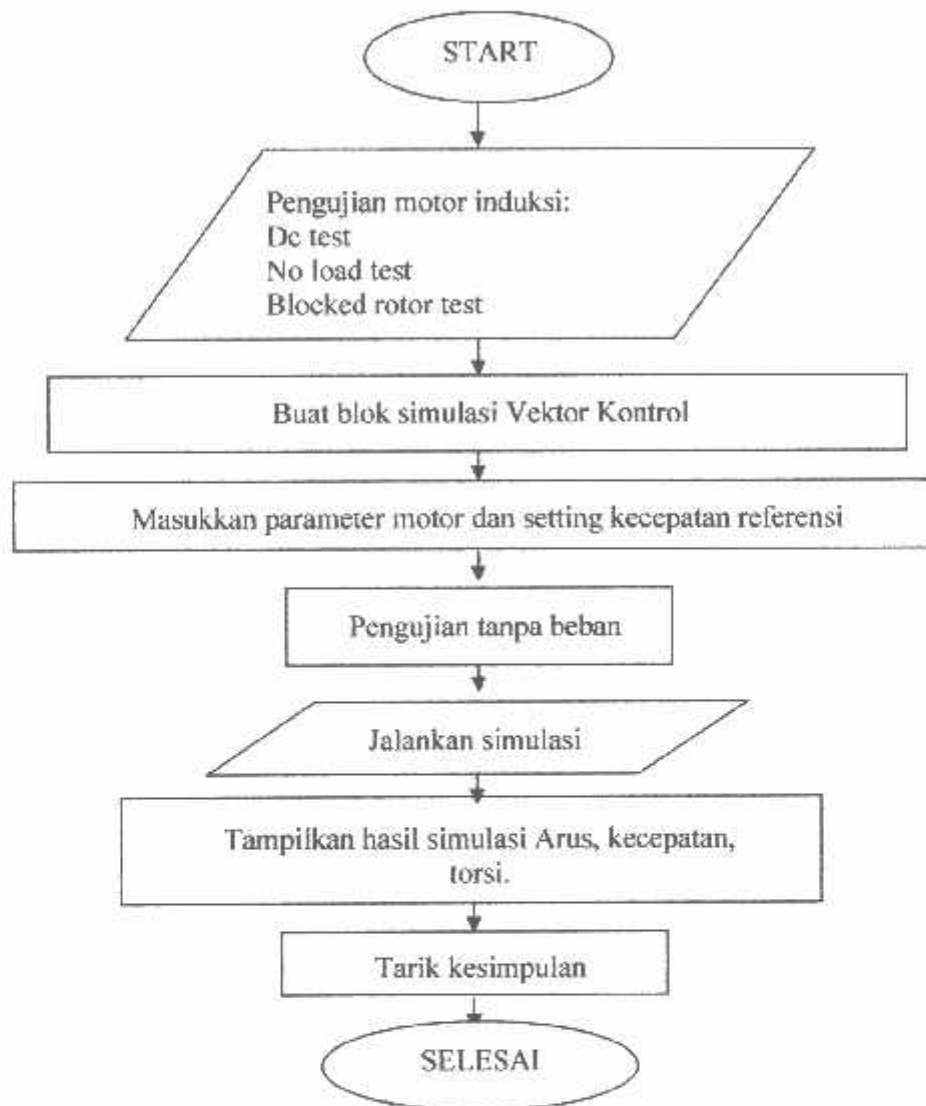 START
Pengujian motor induksi:
Dc test
No load test
Blocked rotor test
Buat blok simulasi Vektor Kontrol
Masukkan parameter motor dan setting kecepatan referensi
Pengujian tanpa beban
Jalankan simulasi
Tampilkan hasil simulasi Arus, kecepatan,
torsi.
Tarik kesimpulan
SELESAI